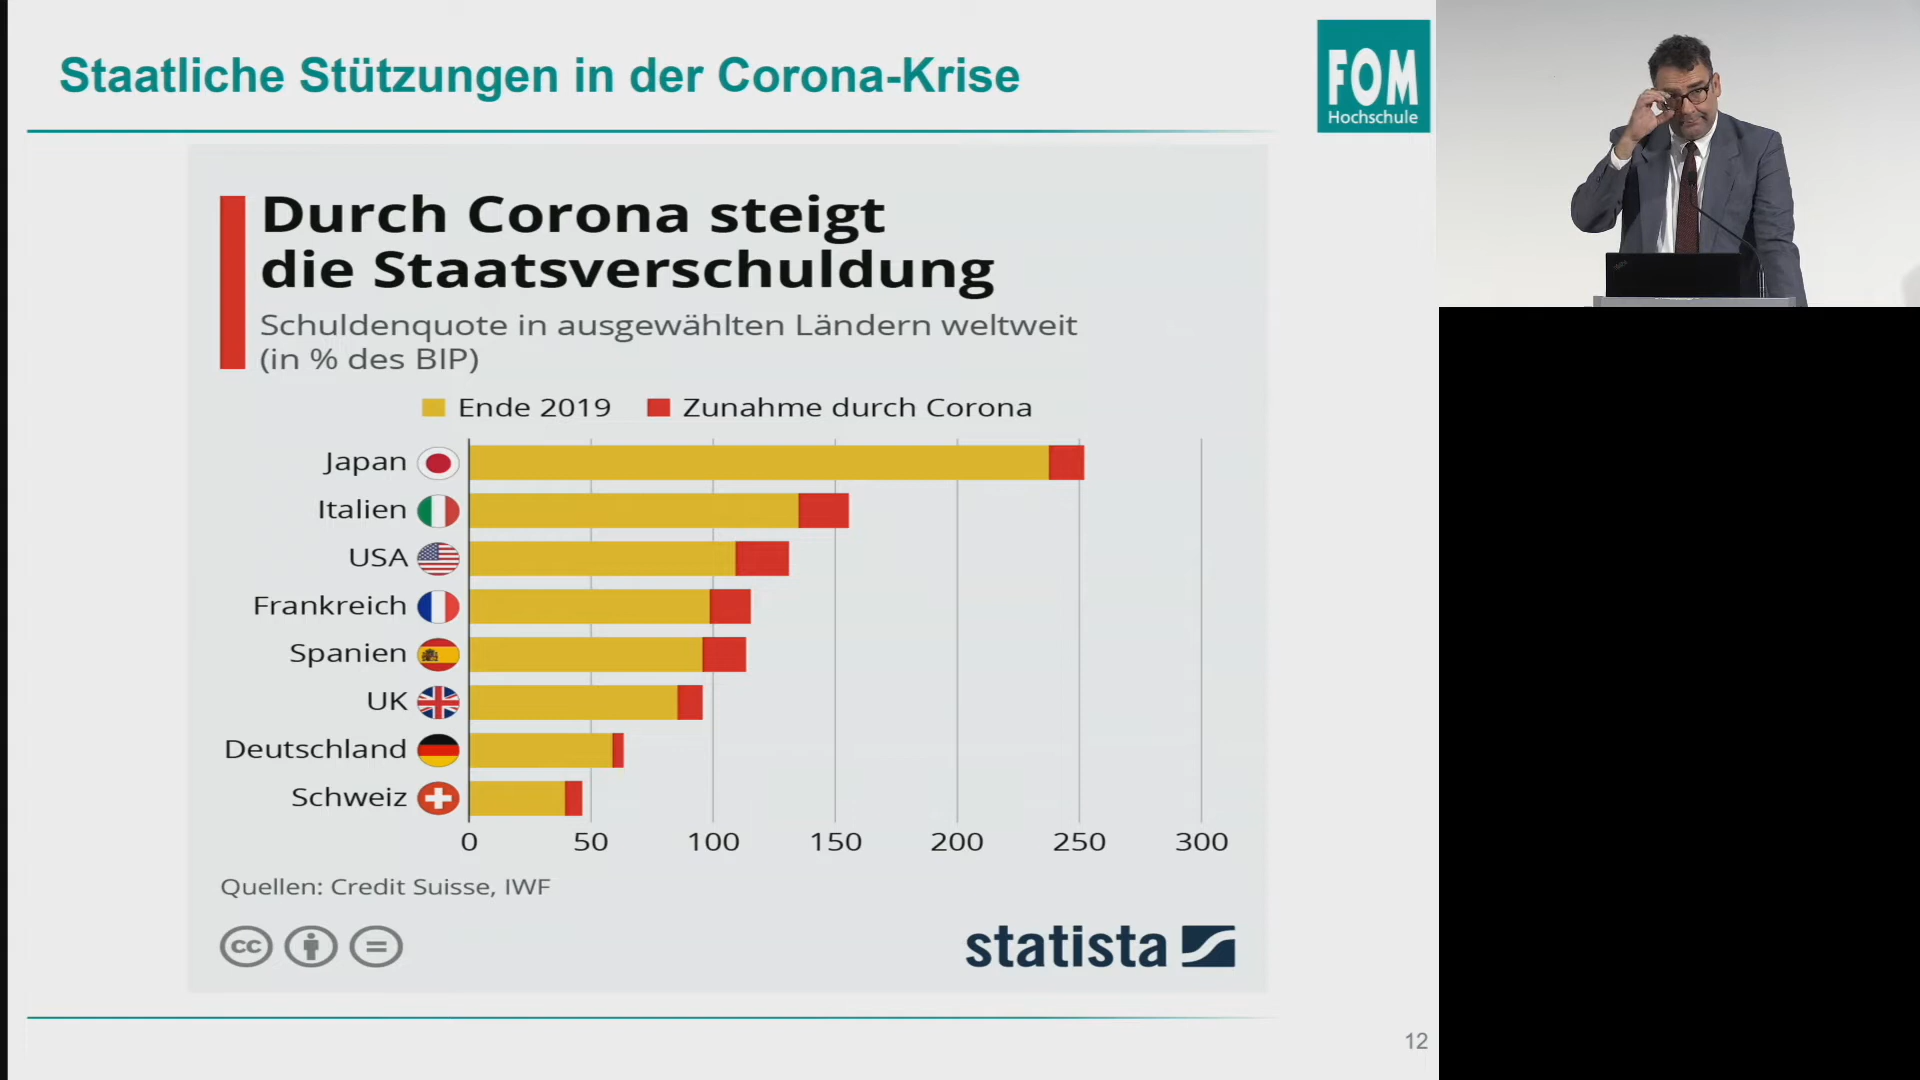 Staatliche Stützungen in der Corona-Krise
FOM
Hochschule
Durch Corona steigt
die Staatsverschuldung
Schuldenquote in ausgewählten Ländern weltweit
(in % des BIP)
Ende 2019 Zunahme durch Corona
Japan
Italien
USA
Frankreich
Spanien
UK
Deutschland
Schweiz
0 50 100 150 200 250 300
Quellen: Credit Suisse, IWF
cc =
statista
12